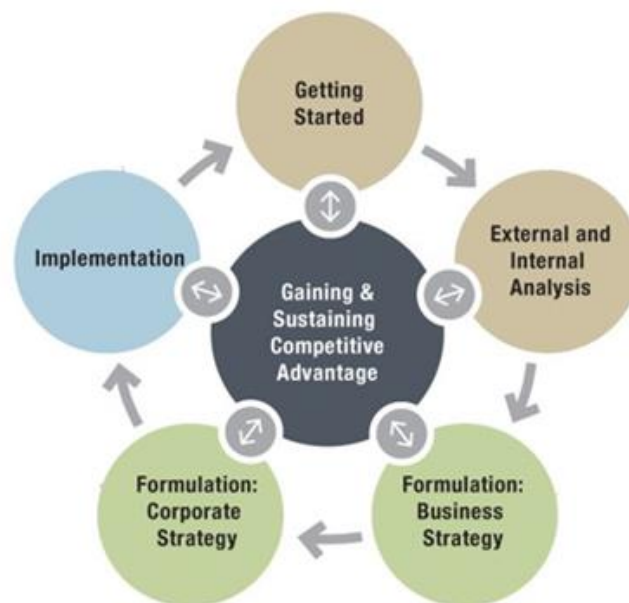 Getting
Started
External and
Internal
Analysis
Formulation:
Business
Strategy
Formulation:
Corporate
Strategy
Implementation
Gaining &
Sustaining
Competitive
Advantage